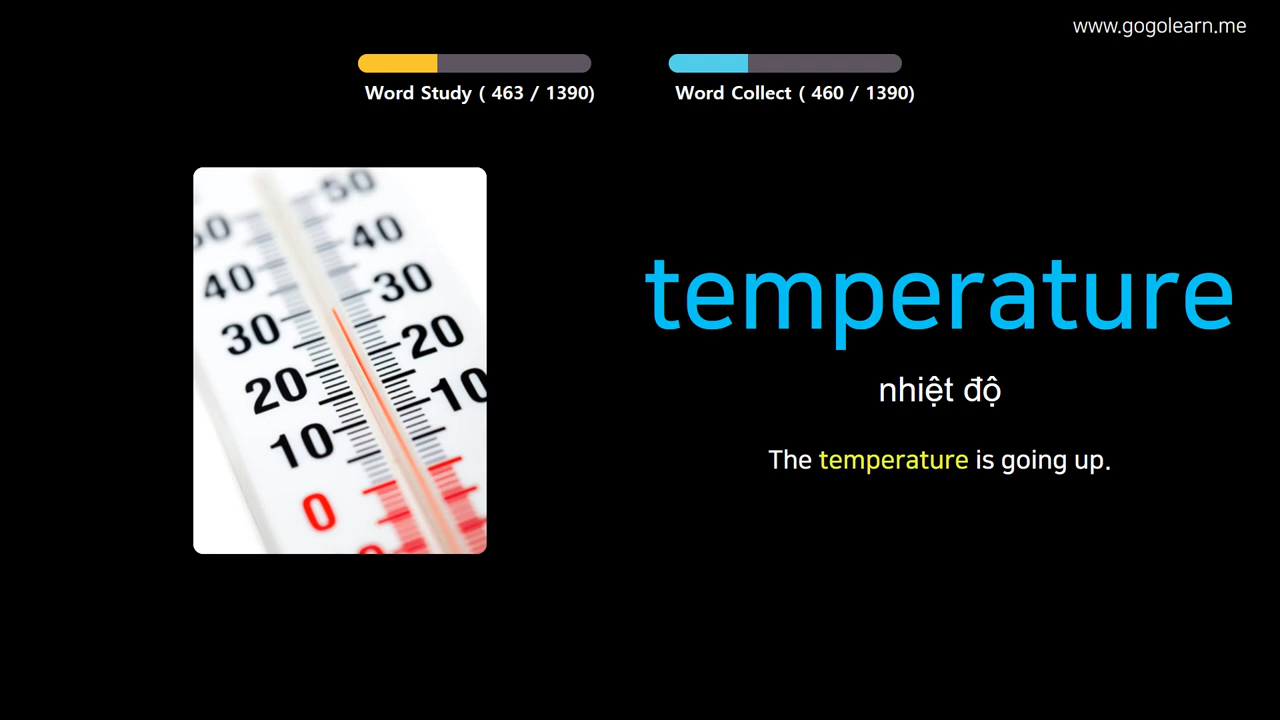 www.gogolearn.me
Word Study ( 463 / 1390)
Word Collect ( 460 / 1390)
50
50
40
40
30
30
20
20
10
10
0
temperature
nhiệt độ
The temperature is going up.